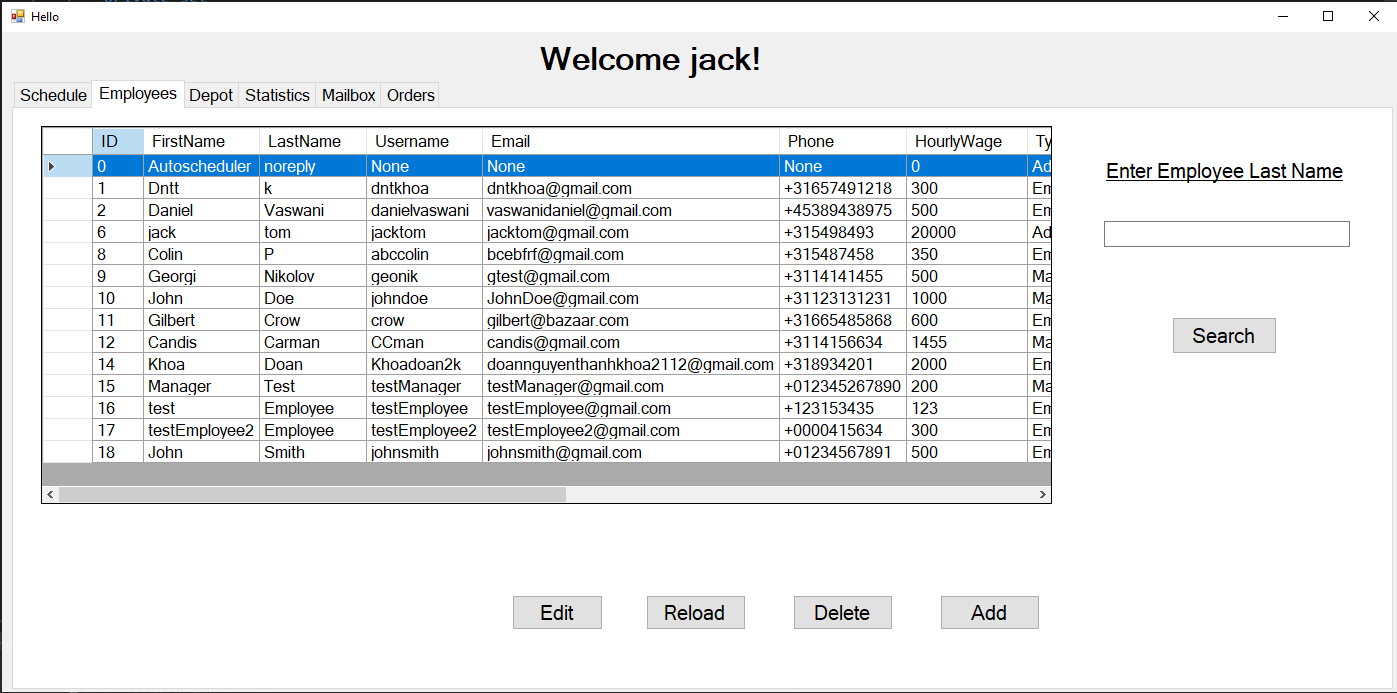 Hello
Welcome jack!
Schedule Employees Depot Statistics Mailbox Orders
ID FirstName LastName Username Email Phone HourlyWage Ty
0 Autoscheduler noreply None None None 0 Ad
1 Dntt k dntkhoa dntkhoa@gmail.com +31657491218 300 Em
2 Daniel Vaswani danielvaswani vaswanidaniel@gmail.com +45389438975 500 Em
6 jack tom jacktom jacktom@gmail.com +315498493 20000 Ad
8 Colin P abccolin bcebfrf@gmail.com +315487458 350 Em
9 Georgi Nikolov geonik gtest@gmail.com +3114141455 500 Ma
10 John Doe johndoe JohnDoe@gmail.com +31123131231 1000 Ma
11 Gilbert Crow crow gilbert@bazaar.com +31665485868 600 Em
12 Candis Carman CCman candis@gmail.com +3114156634 1455 Ma
14 Khoa Doan Khoadoan2k doannguyenthanhkhoa2112@gmail.com +318934201 2000 Em
15 Manager Test testManager testManager@gmail.com +012345267890 200 Ma
16 test Employee testEmployee testEmployee@gmail.com +123153435 123 Em
17 testEmployee2 Employee testEmployee2 testEmployee2@gmail.com +0000415634 300 Em
18 John Smith johnsmith johnsmith@gmail.com +01234567891 500 Em
Enter Employee Last Name
Search
Edit Reload Delete Add